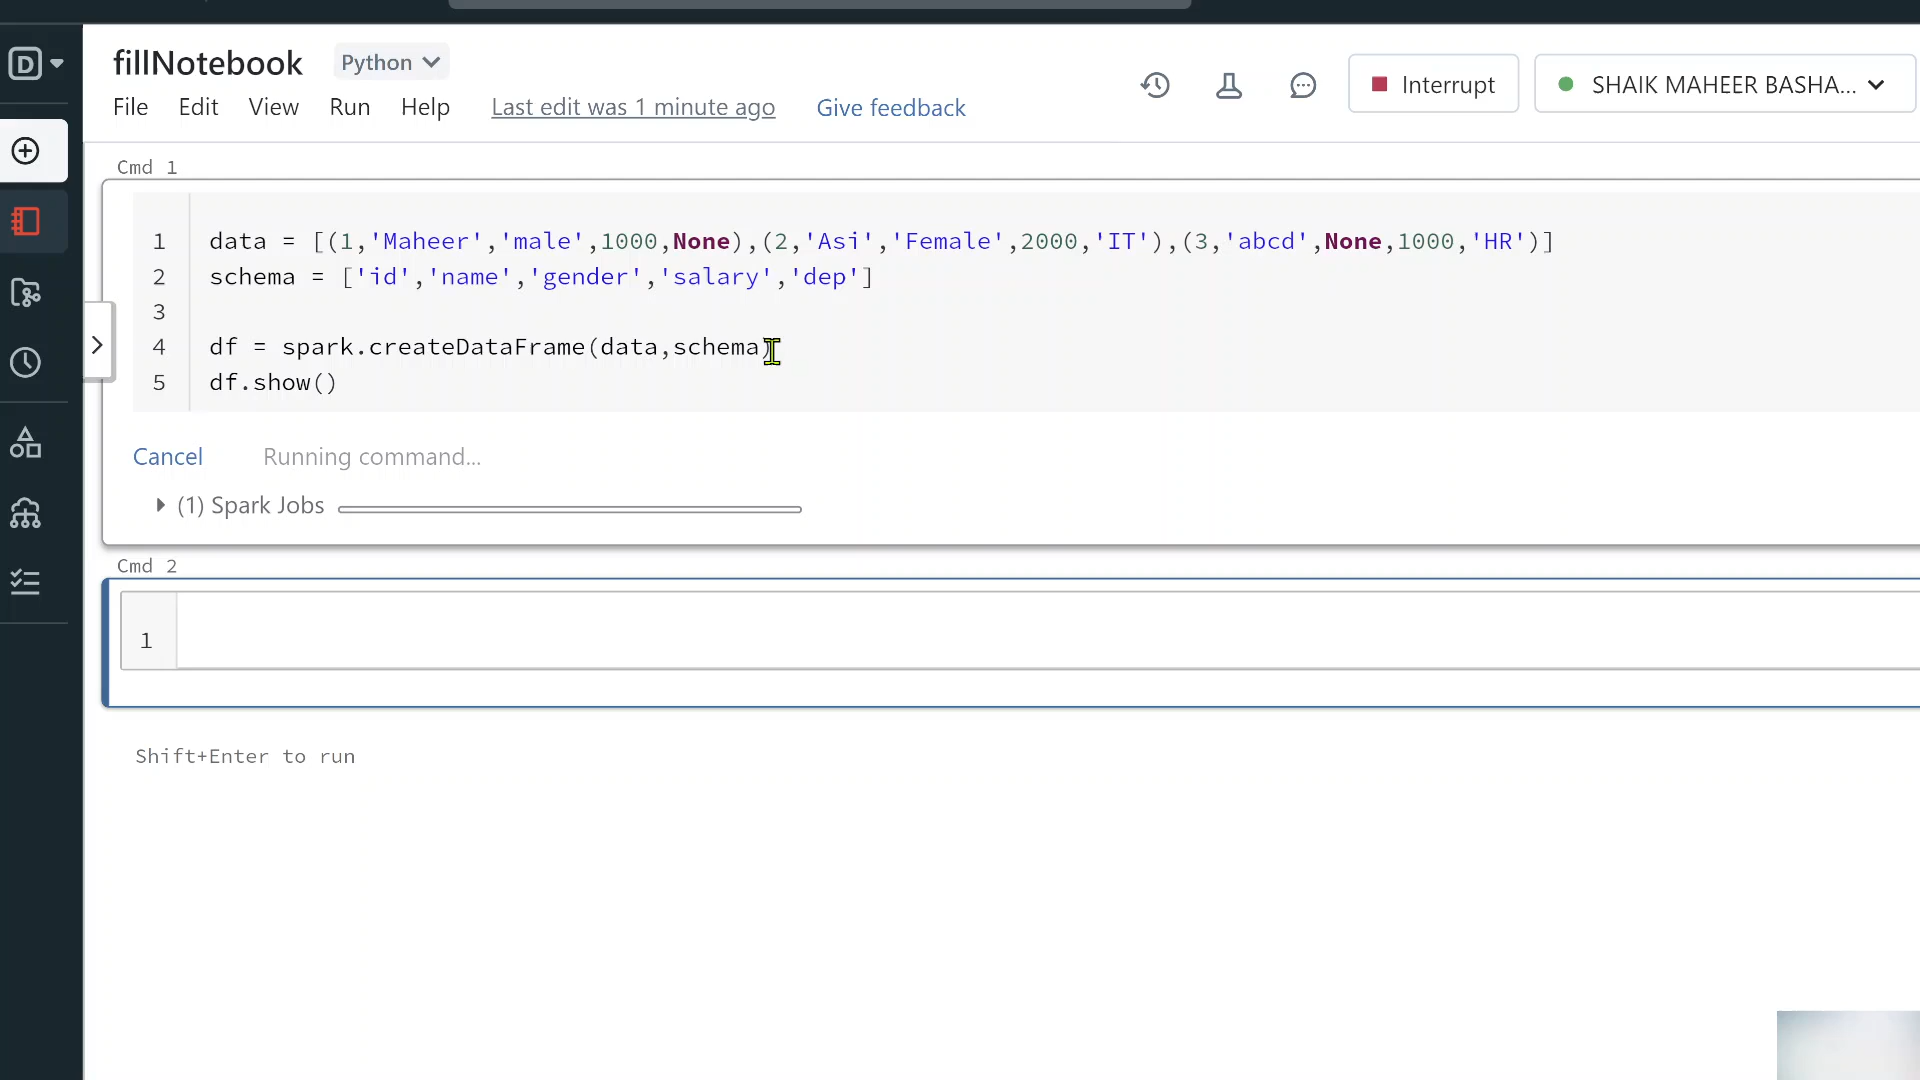 D
fillNotebook Python
File Edit View Run Help Last edit was 1 minute ago Give feedback
Interrupt SHAIK MAHEER BASHA...
Cmd 1
1 data = [(1,'Maheer','male',1000,None),(2,'Asi','Female',2000,'IT'),(3,'abcd',None,1000,'HR')]
2 schema = ['id','name','gender','salary','dep']
3
4 df = spark.createDataFrame(data,schema)
5 df.show()
Cancel Running command...
(1) Spark Jobs
Cmd 2
1
Shift+Enter to run